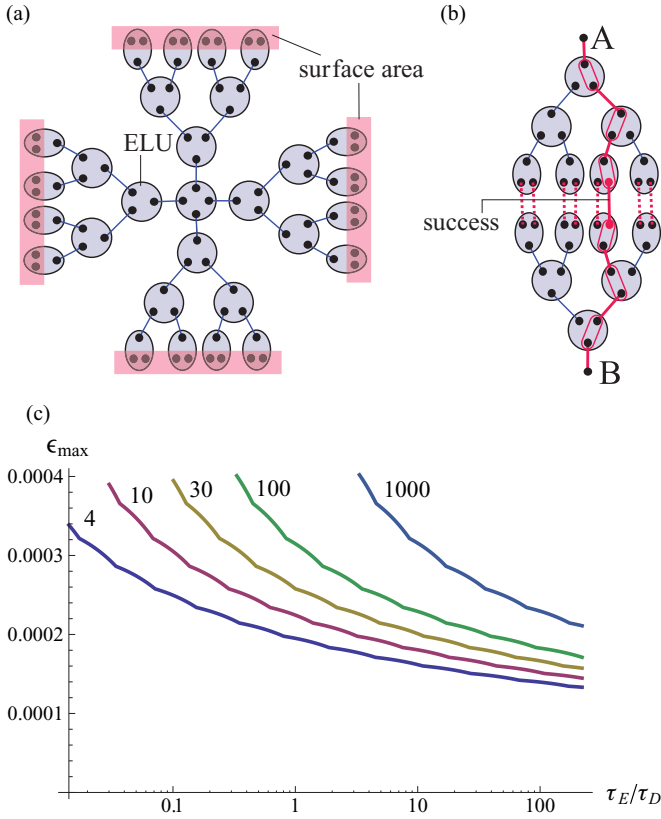 (a)
surface area
ELU
(b)
A
success
B
(c)
ϵmax
0.0004
0.0003
0.0002
0.0001
4
10
30
100
1000
0.1
1
10
100
τE/τD